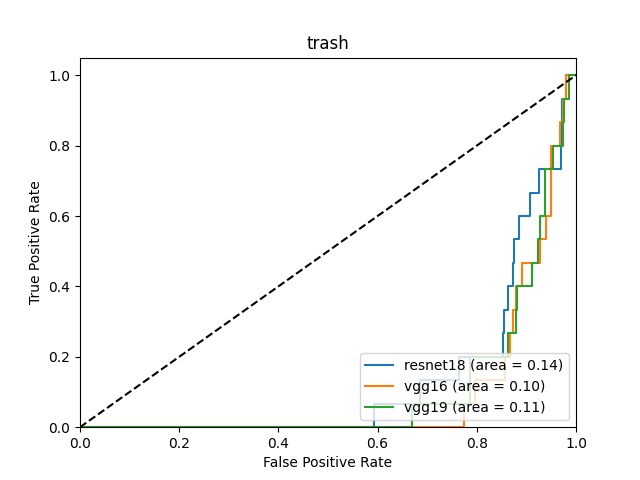 trash
True Positive Rate
1.0
0.8
0.6
0.4
0.2
0.0
resnet18 (area = 0.14)
vgg16 (area = 0.10)
vgg19 (area = 0.11)
0.0 0.2 0.4 0.6 0.8 1.0
False Positive Rate